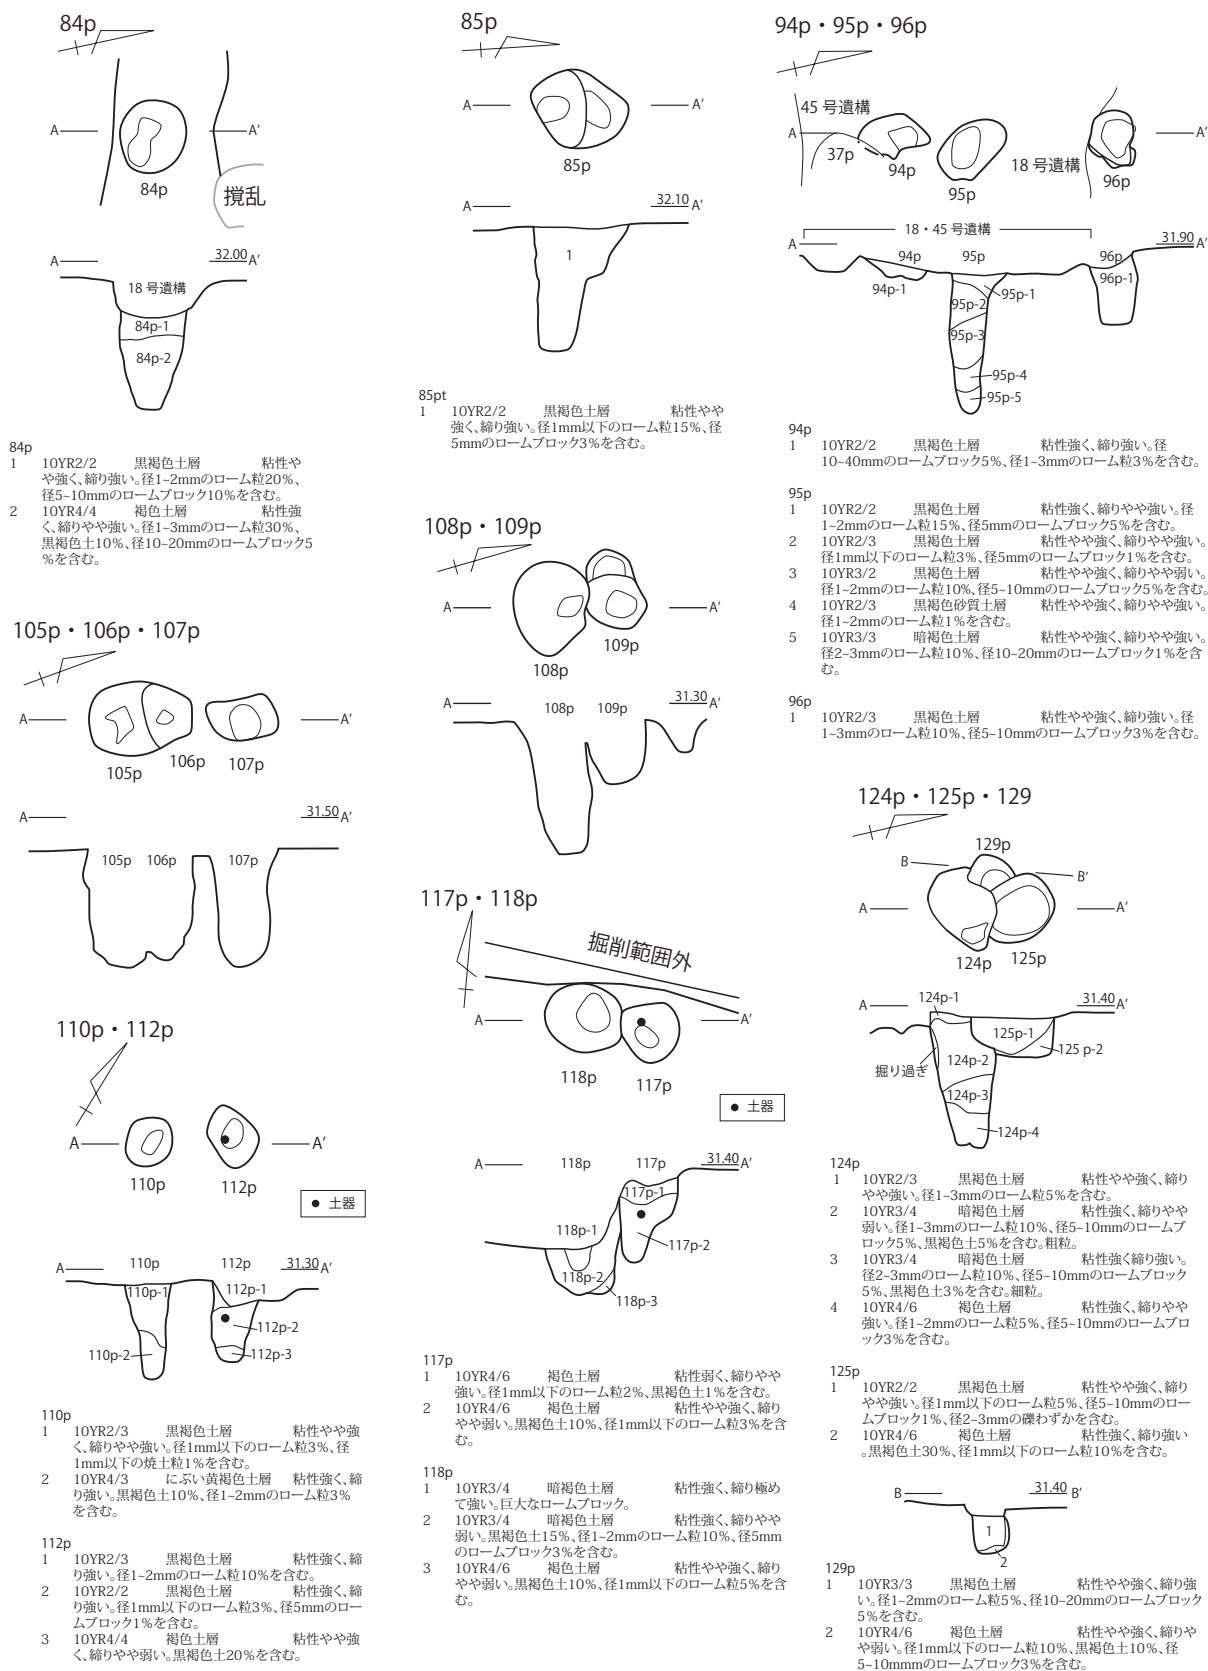 84p
A
A′
84p
撹乱
A
32.00
A′
18 号遺構
84p-1
84p-2
84p
1 10YR2/2 黒褐色土層 粘性や
や強く、締り強い。径1~2mmのローム粒20%、
径5~10mmのロームブロック10%を含む。
2 10YR4/4 褐色土層 粘性強
く、締りやや強い。径1~3mmのローム粒30%、
黒褐色土10%、径10~20mmのロームブロック5
%を含む。
85p
A
A′
85p
A
32.10
A′
1
85pt
1 10YR2/2 黒褐色土層 粘性やや
強く、締り強い。径1mm以下のローム粒15%、径
5mmのロームブロック3%を含む。
94p・95p・96p
45 号遺構
A
A′
37p
94p
95p
18 号遺構
96p
18・45 号遺構
A
31.90
A′
94p
95p
96p
94p-1
95p-1
96p-1
95p-2
95p-3
95p-4
95p-5
94p
1 10YR2/2 黒褐色土層 粘性強く、締り強い。径
10~40mmのロームブロック5%、径1~3mmのローム粒3%を含む。
95p
1 10YR2/2 黒褐色土層 粘性やや強く、締り強い。径
1~2mmのローム粒15%、径5mmのロームブロック5%を含む。
2 10YR2/3 黒褐色土層 粘性やや強く、締りやや強い。
径1mm以下のローム粒3%、径5mmのロームブロック1%を含む。
3 10YR3/2 黒褐色土層 粘性やや強く、締りやや弱い。
径1~2mmのローム粒10%、径5~10mmのロームブロック5%を含む。
4 10YR2/3 黒褐色砂質土層 粘性やや強く、締りやや強い。
径1~2mmのローム粒1%を含む。
5 10YR3/3 暗褐色土層 粘性やや強く、締りやや強い。
径2~3mmのローム粒10%、径10~20mmのロームブロック1%を含
む。
96p
1 10YR2/3 黒褐色土層 粘性やや強く、締り強い。径
1~3mmのローム粒10%、径5~10mmのロームブロック3%を含む。
105p・106p・107p
A
A′
105p
106p
107p
A
31.50
A′
105p
106p
107p
108p・109p
A
A′
108p
109p
A
31.30
A′
108p
109p
110p・112p
A
A′
110p
112p
● 土器
A
110p
112p
31.30
A′
110p-1
112p-1
112p-2
110p-2
112p-3
110p
1 10YR2/3 黒褐色土層 粘性やや強
く、締りやや強い。径1mm以下のローム粒3%、径
1mm以下の焼土粒1%を含む。
2 10YR4/3 にぶい黄褐色土層 粘性強く、締
り強い。黒褐色土10%、径1~2mmのローム粒3%
を含む。
112p
1 10YR2/3 黒褐色土層 粘性強く、締
り強い。径1~2mmのローム粒10%を含む。
2 10YR2/2 黒褐色土層 粘性強く、締
り強い。径1mm以下のローム粒3%、径5mmのロー
ムブロック1%を含む。
3 10YR4/4 褐色土層 粘性やや強
く、締りやや弱い。黒褐色土20%を含む。
117p・118p
掘削範囲外
A
A′
118p
117p
● 土器
A
118p
117p
31.40
A′
117p-1
118p-1
117p-2
118p-2
118p-3
117p
1 10YR4/6 褐色土層 粘性弱く、締りやや
強い。径1mm以下のローム粒2%、黒褐色土1%を含む。
2 10YR4/6 褐色土層 粘性やや強く、締り
やや弱い。黒褐色土10%、径1mm以下のローム粒3%を含
む。
118p
1 10YR3/4 暗褐色土層 粘性強く、締り極め
て強い。巨大なロームブロック。
2 10YR3/4 暗褐色土層 粘性強く、締りやや
弱い。黒褐色土15%、径1~2mmのローム粒10%、径5mm
のロームブロック3%を含む。
3 10YR4/6 褐色土層 粘性やや強く、締り
やや弱い。黒褐色土10%、径1mm以下のローム粒5%を含
む。
124p・125p・129
129p
B
B′
A
A′
124p
125p
A
124p-1
31.40
A′
125p-1
125 p-2
掘り過ぎ
124p-2
124p-3
124p-4
124p
1 10YR2/3 黒褐色土層 粘性やや強く、締り
やや強い。径1~3mmのローム粒5%を含む。
2 10YR3/4 暗褐色土層 粘性強く、締りやや
弱い。径1~3mmのローム粒10%、径5~10mmのロームブ
ロック5%、黒褐色土5%を含む。粗粒。
3 10YR3/4 暗褐色土層 粘性強く締り強い。
径2~3mmのローム粒10%、径5~10mmのロームブロック
5%、黒褐色土3%を含む。細粒。
4 10YR4/6 褐色土層 粘性強く、締りやや
強い。径1~2mmのローム粒5%、径5~10mmのロームブロ
ック3%を含む。
125p
1 10YR2/2 黒褐色土層 粘性やや強く、締り
やや強い。径1mm以下のローム粒5%、径5~10mmのロー
ムブロック1%、径2~3mmの礫わずかを含む。
2 10YR4/6 褐色土層 粘性強く、締り強い
。黒褐色土30%、径1mm以下のローム粒10%を含む。
B
31.40
B′
1
2
129p
1 10YR3/3 黒褐色土層 粘性やや強く、締り強
い。径1~2mmのローム粒5%、径10~20mmのロームブロック
5%を含む。
2 10YR4/6 褐色土層 粘性強く、締りや
や弱い。径1mm以下のローム粒10%、黒褐色土10%、径
5~10mmmのロームブロック3%を含む。